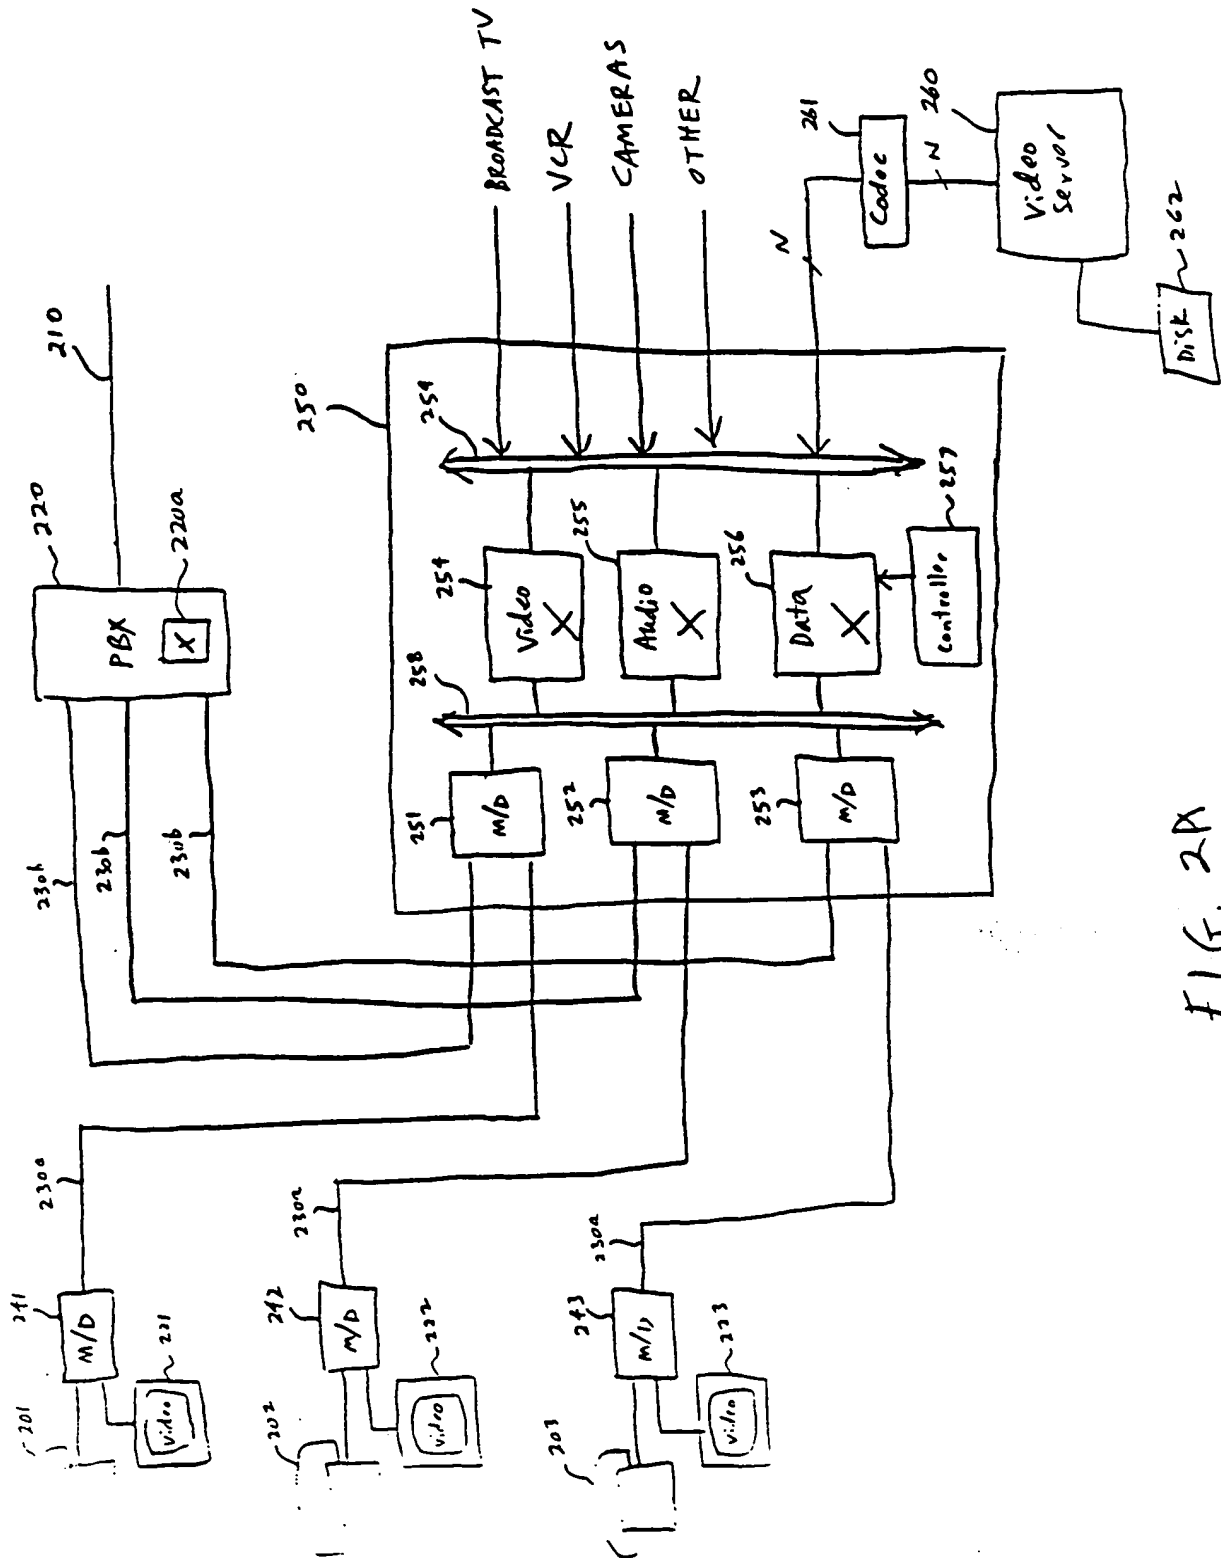 201
241
M/D
221
Video
230a
230b
230b
230b
220
PBX
X
220a
210
202
242
M/D
222
Video
230a
250
251
M/D
252
M/D
253
M/D
258
254
Video
X
255
Audio
X
256
Data
X
257
Controller
259
BROADCAST TV
VCR
CAMERAS
OTHER
203
243
M/D
223
Video
230a
N
261
Codec
N
260
Video
Server
Disk
262
FIG. 2A